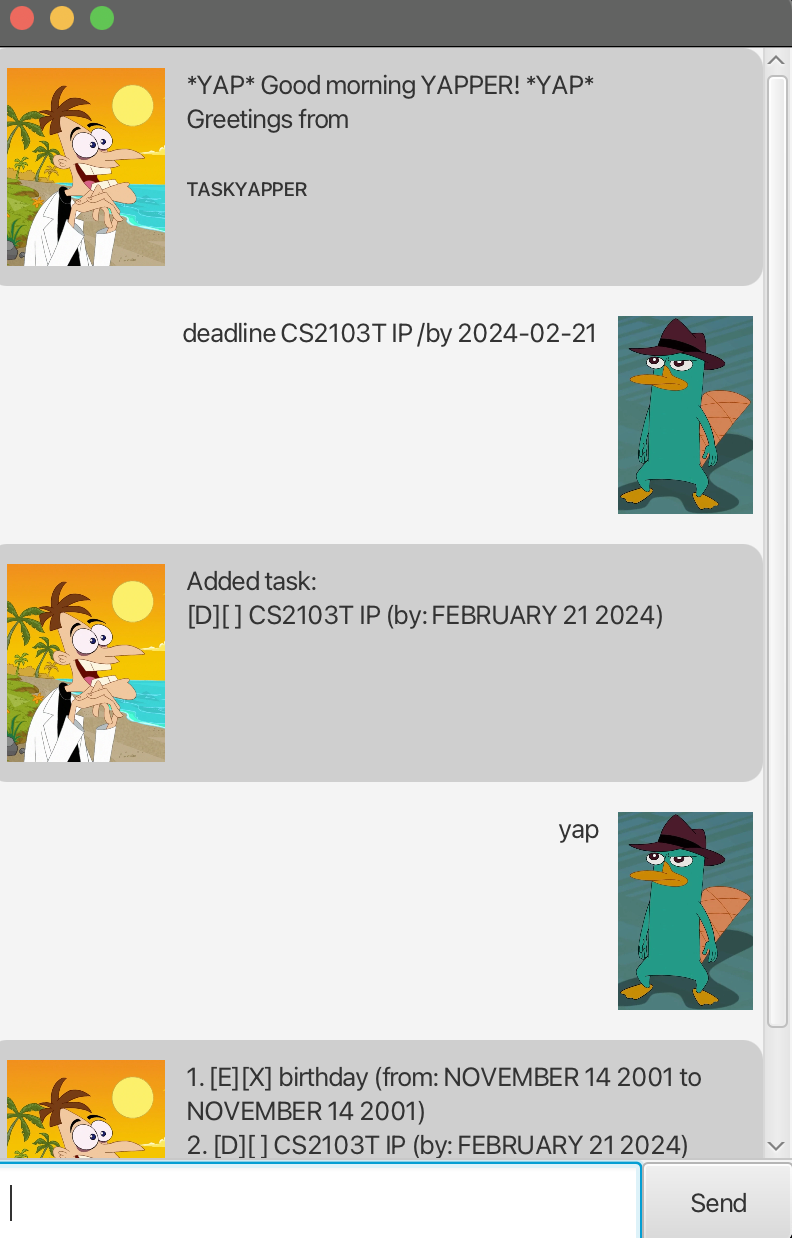 *YAP* Good morning YAPPER! *YAP*
Greetings from
TASKYAPPER
deadline CS2103T IP /by 2024-02-21
Added task:
[D][ ] CS2103T IP (by: FEBRUARY 21 2024)
yap
1. [E][X] birthday (from: NOVEMBER 14 2001 to
NOVEMBER 14 2001)
2. [D][ ] CS2103T IP (by: FEBRUARY 21 2024)
Send